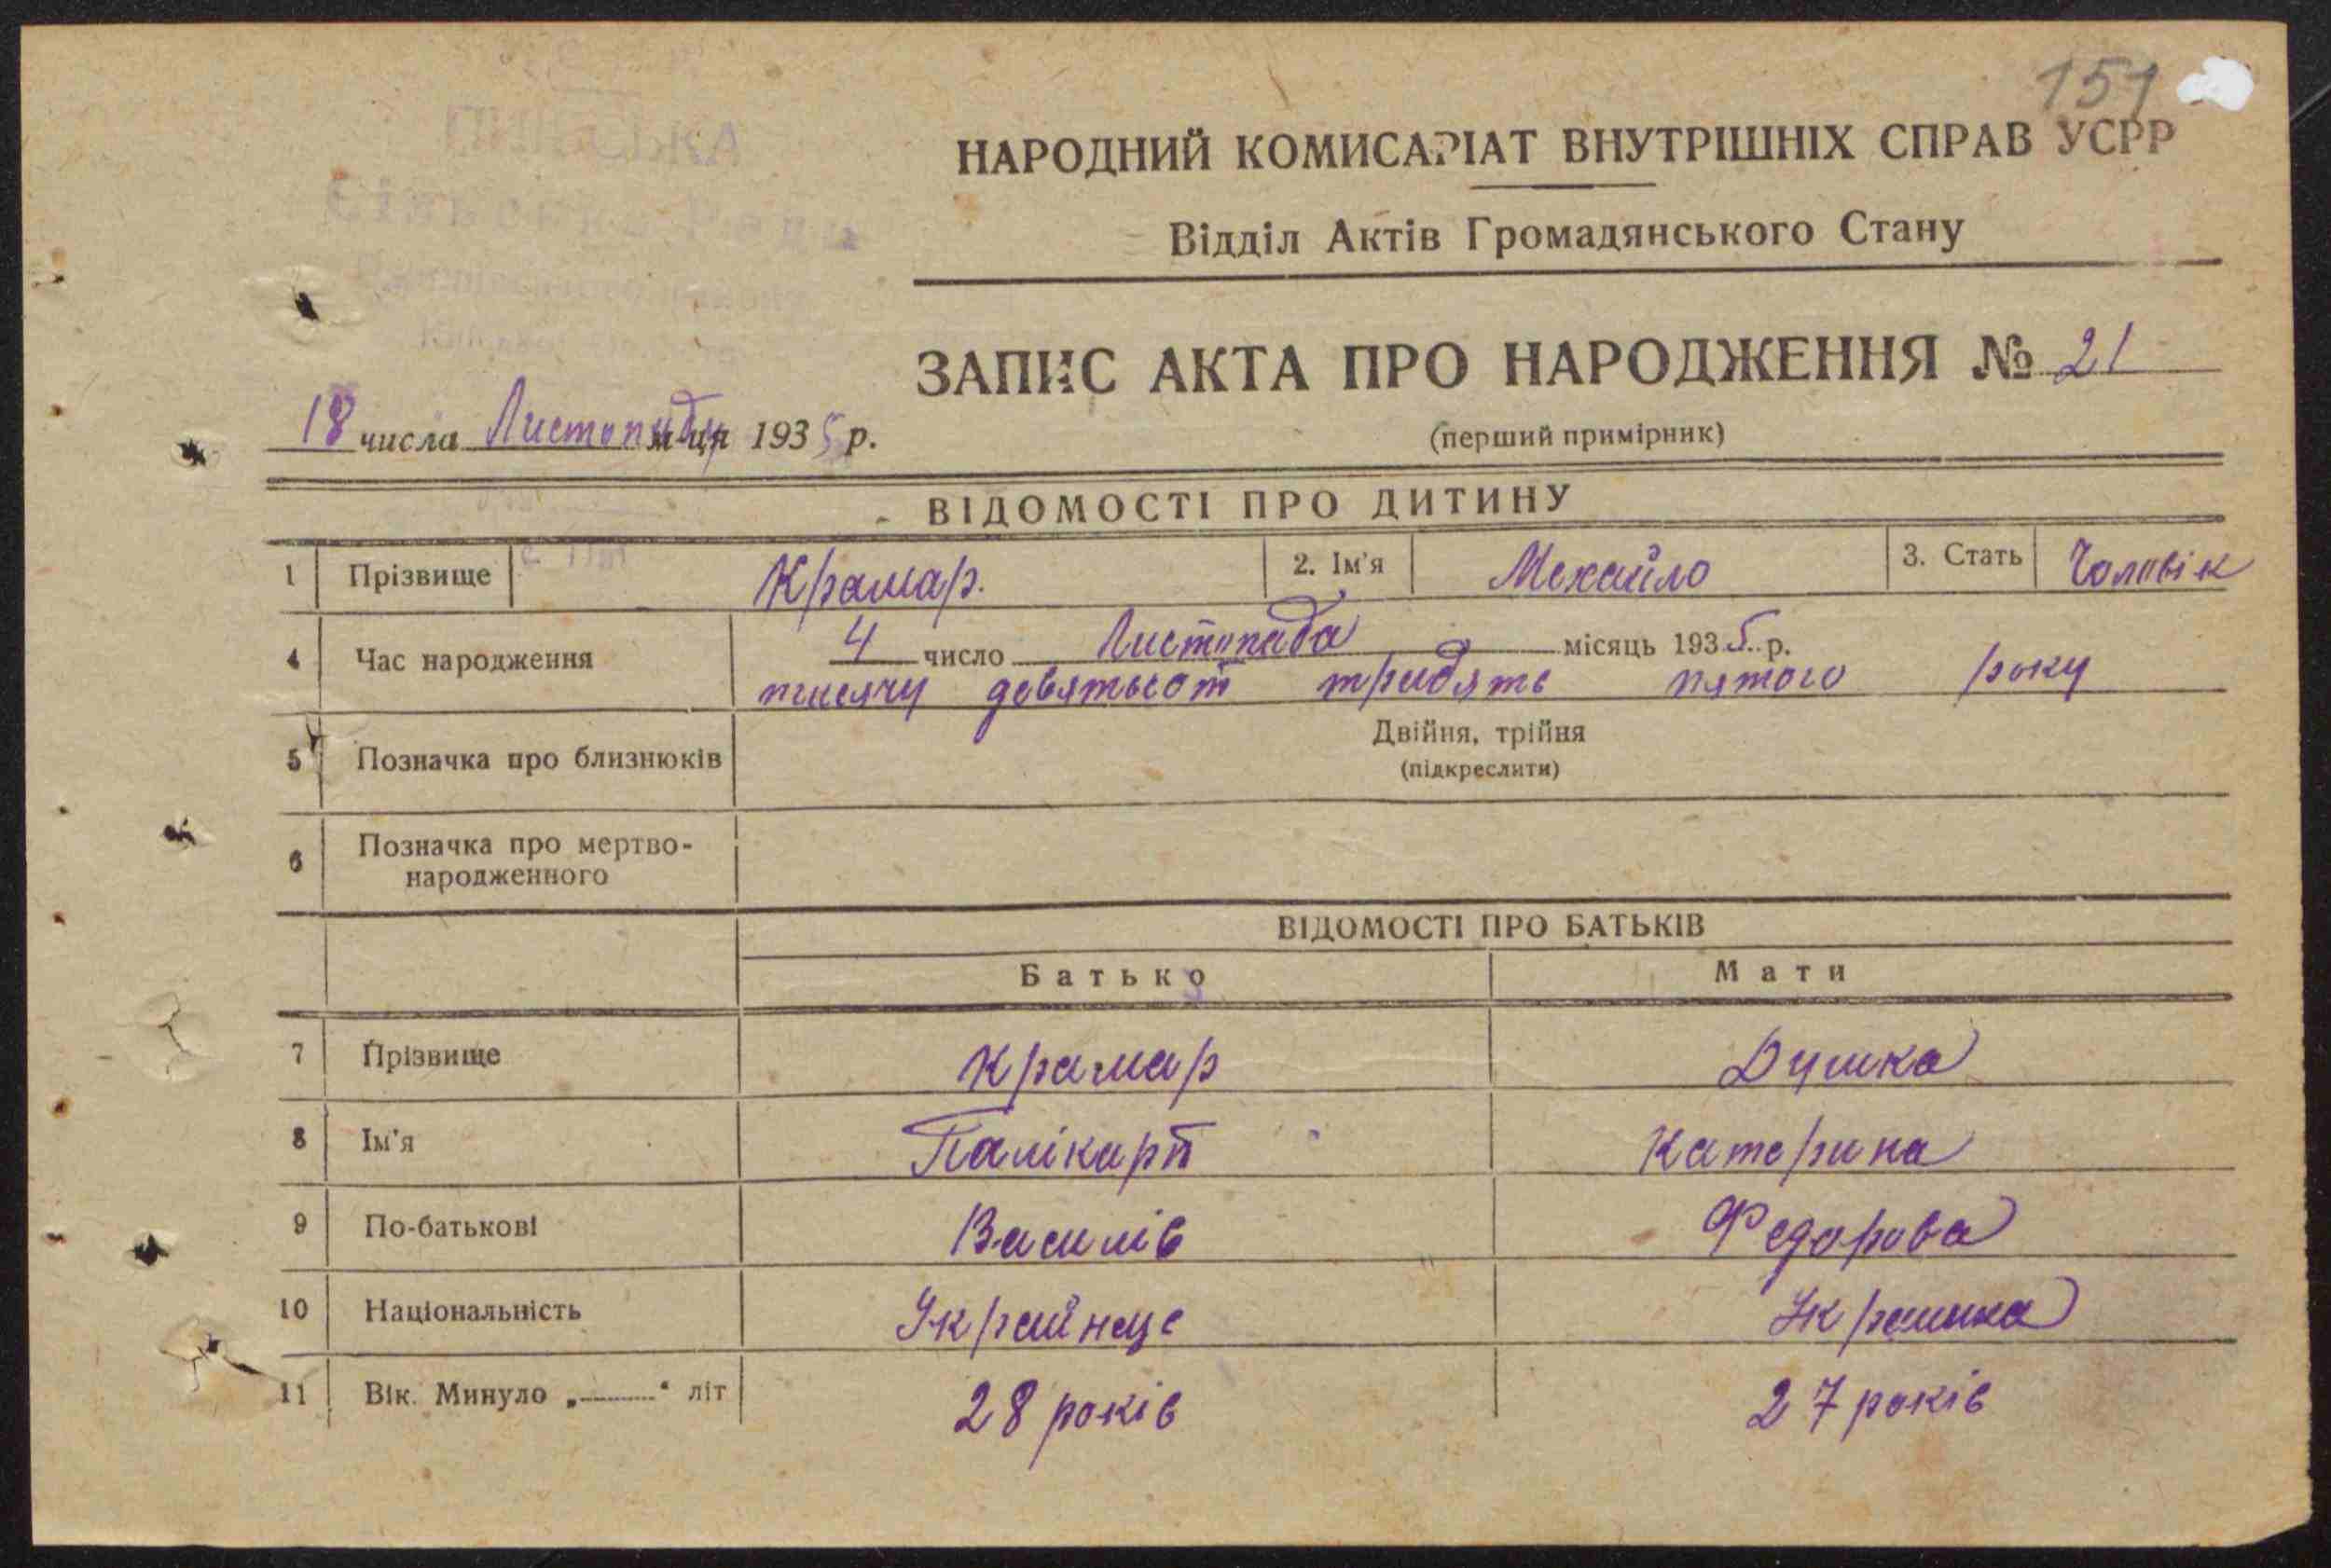 151
НАРОДНИЙ КОМИСАРІАТ ВНУТРІШНІХ СПРАВ УСРР
Відділ Актів Громадянського Стану
ЗАПИС АКТА ПРО НАРОДЖЕННЯ № 21
(перший примірник)
18 числа Листопаду м-ця 1935 р.
ВІДОМОСТІ ПРО ДИТИНУ
1 Прізвище Крамар. 2. Ім'я Мехайло 3. Стать Чоловік
4 Час народження 4 число Листопада місяць 1935 р.
тисячу девятьсот тридять пятого року
5 Позначка про близнюків Двійня, трійня
(підкреслити)
6 Позначка про мертво-
народженного
ВІДОМОСТІ ПРО БАТЬКІВ
Батько Мати
7 Прізвище Крамар Душка
8 Ім'я Палікарп Катерина
9 По-батькові Василів Федорова
10 Національність Українце Украинка
11 Вік. Минуло „ “ літ 28 років 27 років